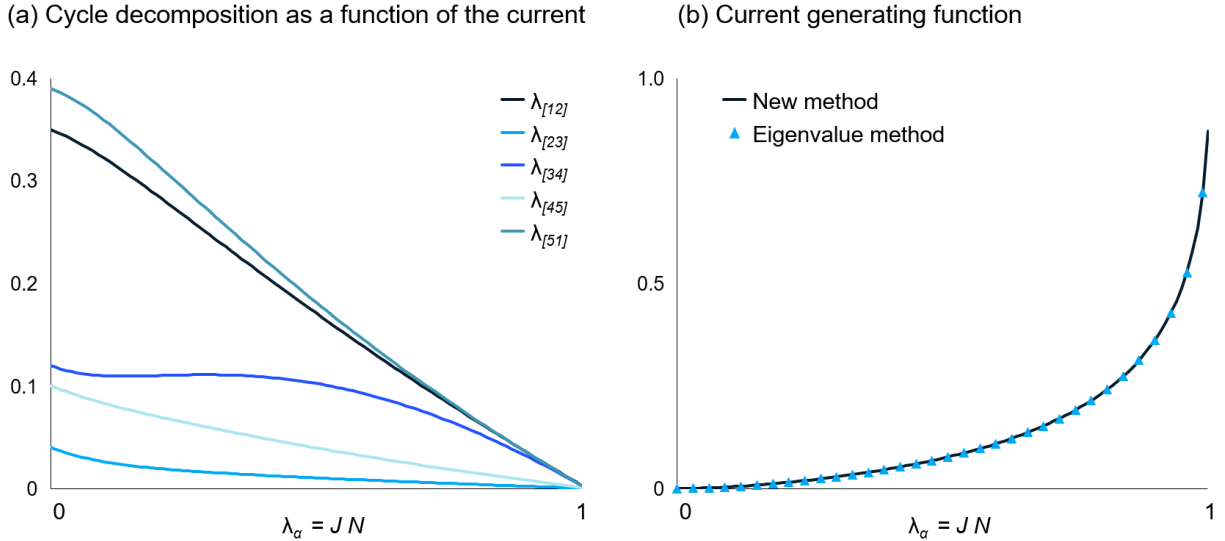 (a) Cycle decomposition as a function of the current
0.4
0.3
0.2
0.1
0
0
1
λα = J N
λ[12]
λ[23]
λ[34]
λ[45]
λ[51]
(b) Current generating function
1.0
0.5
0
0
1
λα = J N
New method
Eigenvalue method